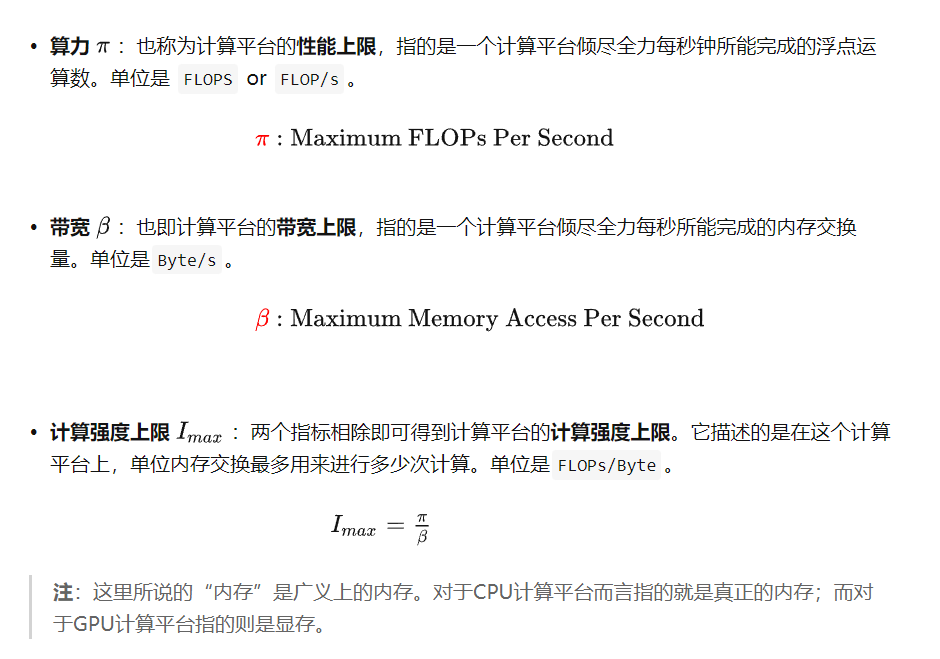 • 算力 π ：也称为计算平台的性能上限，指的是一个计算平台倾尽全力每秒钟所能完成的浮点运
算数。单位是 FLOPS or FLOP/s 。
π : Maximum FLOPs Per Second
• 带宽 β ：也即计算平台的带宽上限，指的是一个计算平台倾尽全力每秒所能完成的内存交换
量。单位是 Byte/s 。
β : Maximum Memory Access Per Second
• 计算强度上限 I_max ：两个指标相除即可得到计算平台的计算强度上限。它描述的是在这个计算
平台上，单位内存交换最多用来进行多少次计算。单位是 FLOPs/Byte 。
I_max = π/β
注：这里所说的“内存”是广义上的内存。对于CPU计算平台而言指的就是真正的内存；而对
于GPU计算平台指的则是显存。